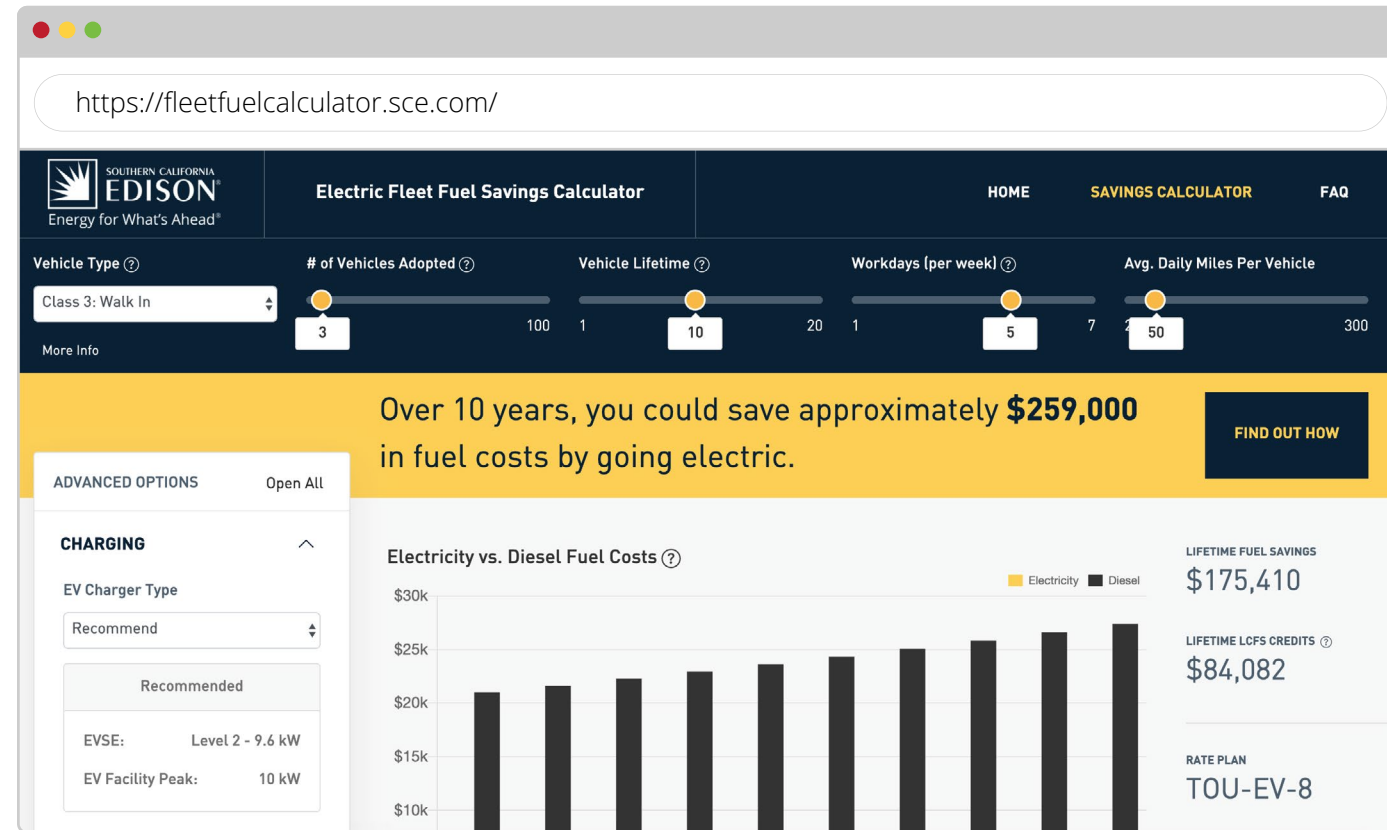 https://fleetfuelcalculator.sce.com/
SOUTHERN CALIFORNIA
EDISON®
Energy for What's Ahead®
Electric Fleet Fuel Savings Calculator
HOME
SAVINGS CALCULATOR
FAQ
Vehicle Type ?
Class 3: Walk In
More Info
# of Vehicles Adopted ?
3
100
Vehicle Lifetime ?
1
10
20
Workdays (per week) ?
1
5
7
Avg. Daily Miles Per Vehicle
50
300
Over 10 years, you could save approximately $259,000
in fuel costs by going electric.
FIND OUT HOW
ADVANCED OPTIONS
Open All
CHARGING
EV Charger Type
Recommend
Recommended
EVSE: Level 2 - 9.6 kW
EV Facility Peak: 10 kW
Electricity vs. Diesel Fuel Costs ?
Electricity
Diesel
$30k
$25k
$20k
$15k
$10k
LIFETIME FUEL SAVINGS
$175,410
LIFETIME LCFS CREDITS ?
$84,082
RATE PLAN
TOU-EV-8